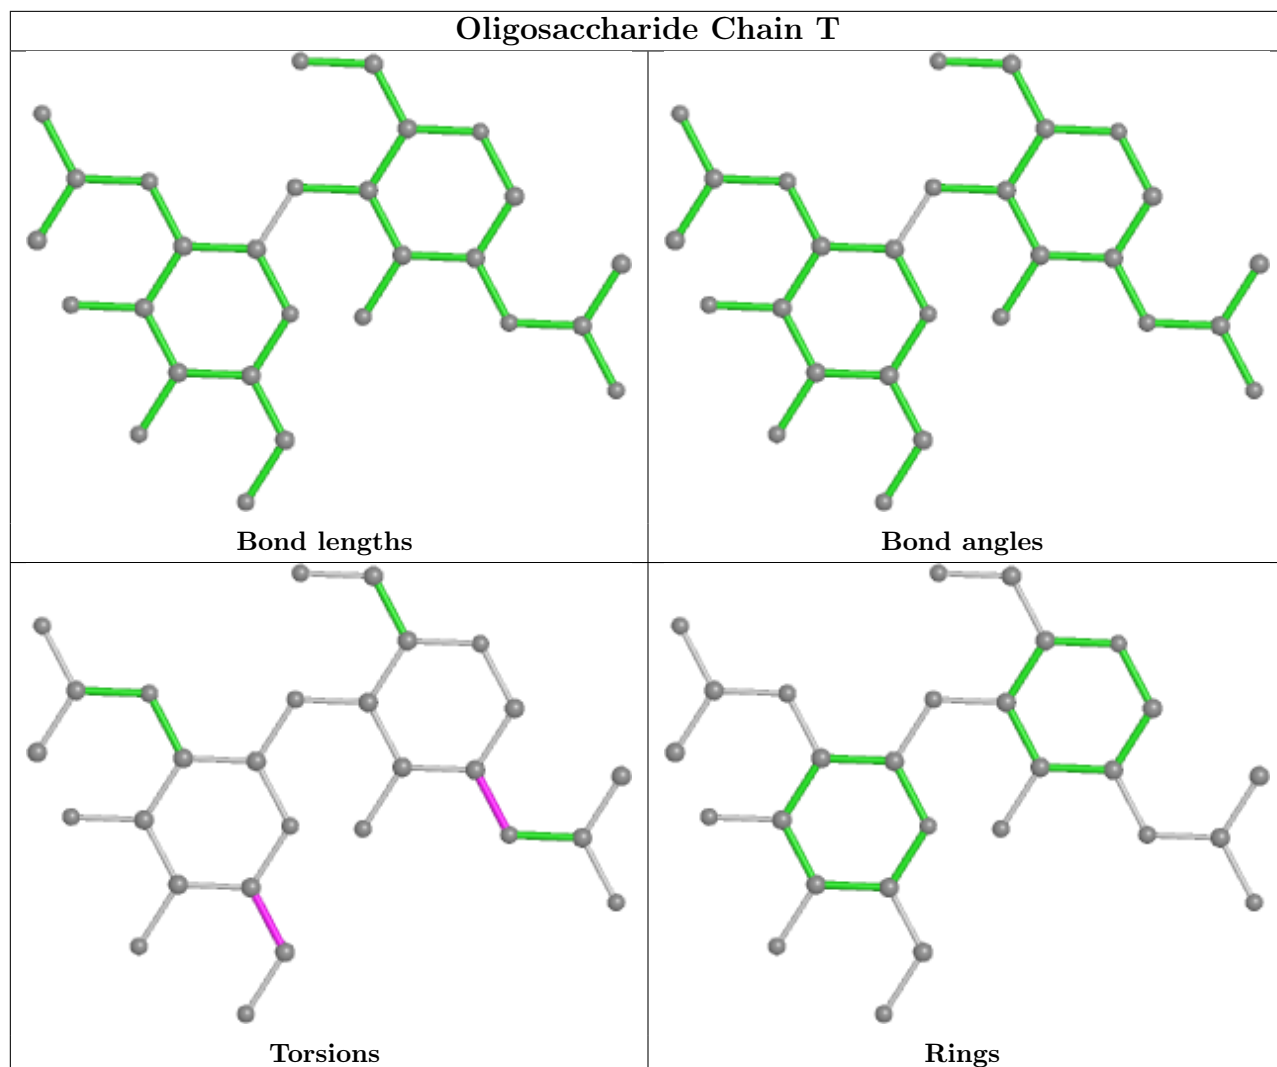 Oligosaccharide Chain T
Bond lengths
Bond angles
Torsions
Rings